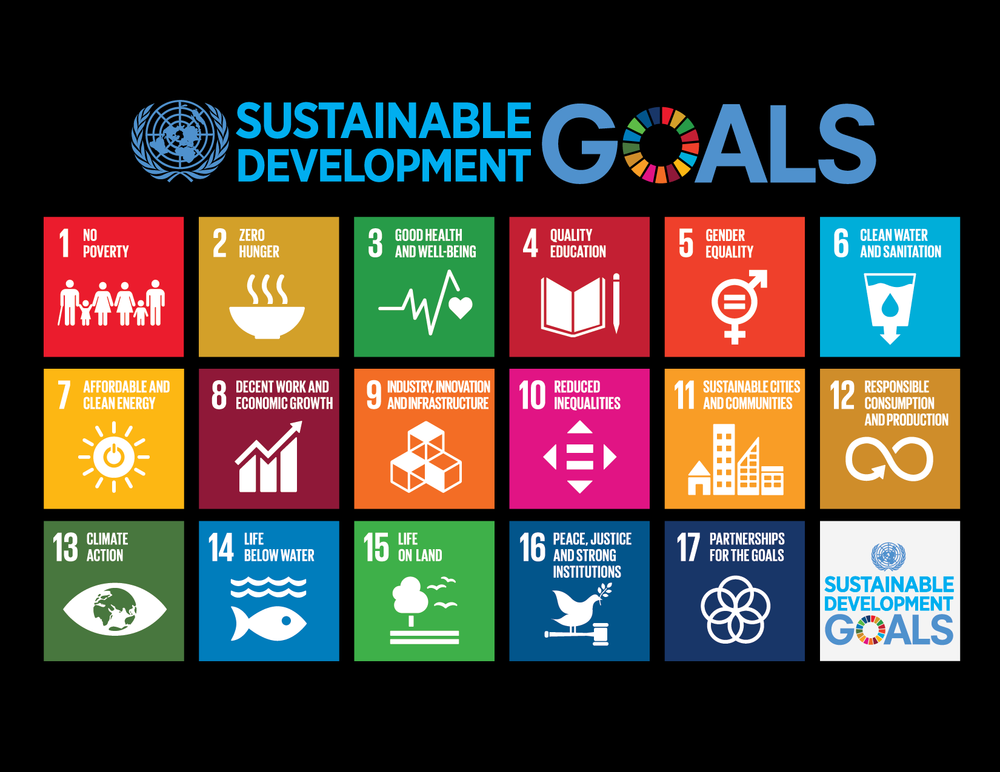 SUSTAINABLE
DEVELOPMENT
GOALS
1 NO
POVERTY
2 ZERO
HUNGER
3 GOOD HEALTH
AND WELL-BEING
4 QUALITY
EDUCATION
5 GENDER
EQUALITY
6 CLEAN WATER
AND SANITATION
7 AFFORDABLE AND
CLEAN ENERGY
8 DECENT WORK AND
ECONOMIC GROWTH
9 INDUSTRY, INNOVATION
AND INFRASTRUCTURE
10 REDUCED
INEQUALITIES
11 SUSTAINABLE CITIES
AND COMMUNITIES
12 RESPONSIBLE
CONSUMPTION
AND PRODUCTION
13 CLIMATE
ACTION
14 LIFE
BELOW WATER
15 LIFE
ON LAND
16 PEACE, JUSTICE
AND STRONG
INSTITUTIONS
17 PARTNERSHIPS
FOR THE GOALS
SUSTAINABLE
DEVELOPMENT
GOALS